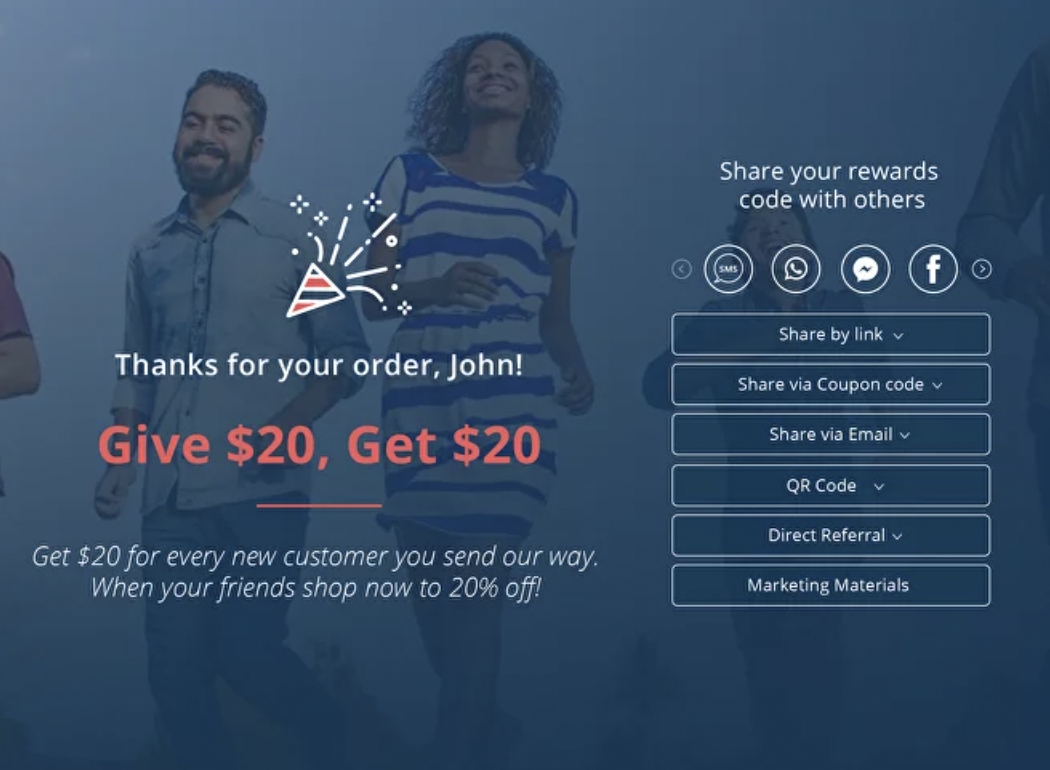 Thanks for your order, John!
Give $20, Get $20
Get $20 for every new customer you send our way.
When your friends shop now to 20% off!
Share your rewards
code with others
SMS
Share by link
Share via Coupon code
Share via Email
QR Code
Direct Referral
Marketing Materials